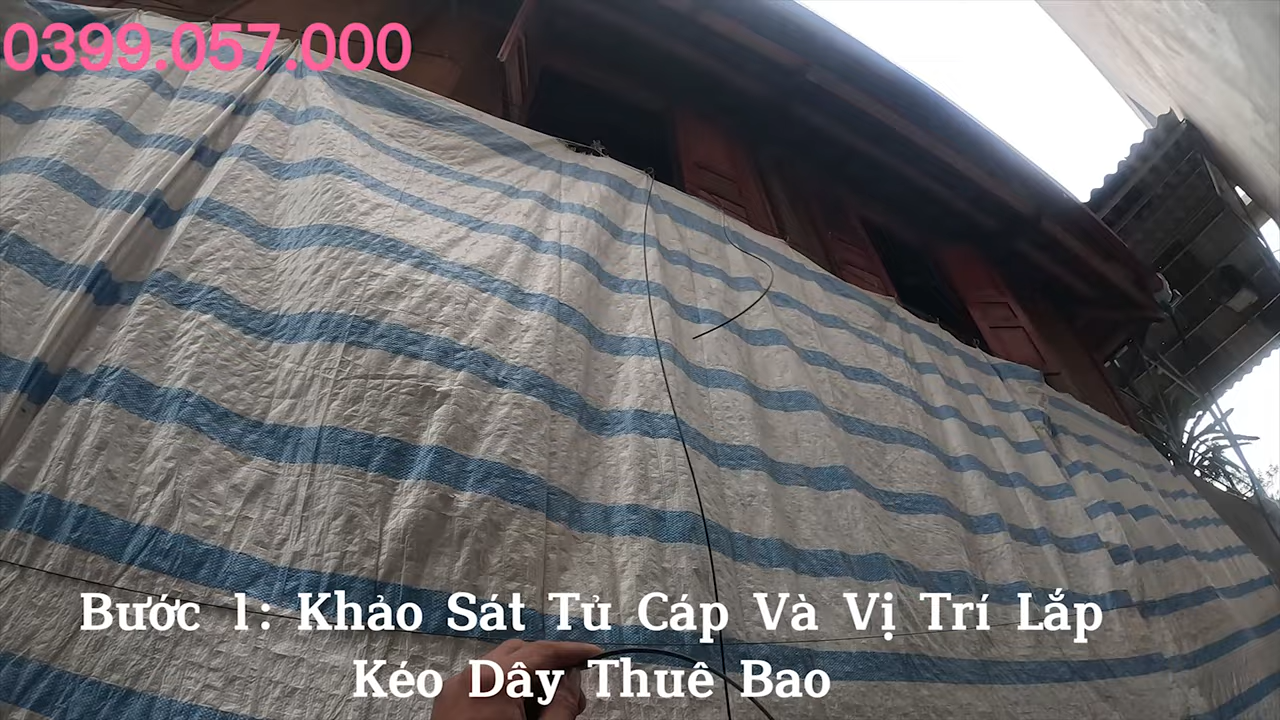 0399.057.000
Bước 1: Khảo Sát Tủ Cáp Và Vị Trí Lắp
Kéo Dây Thuê Bao